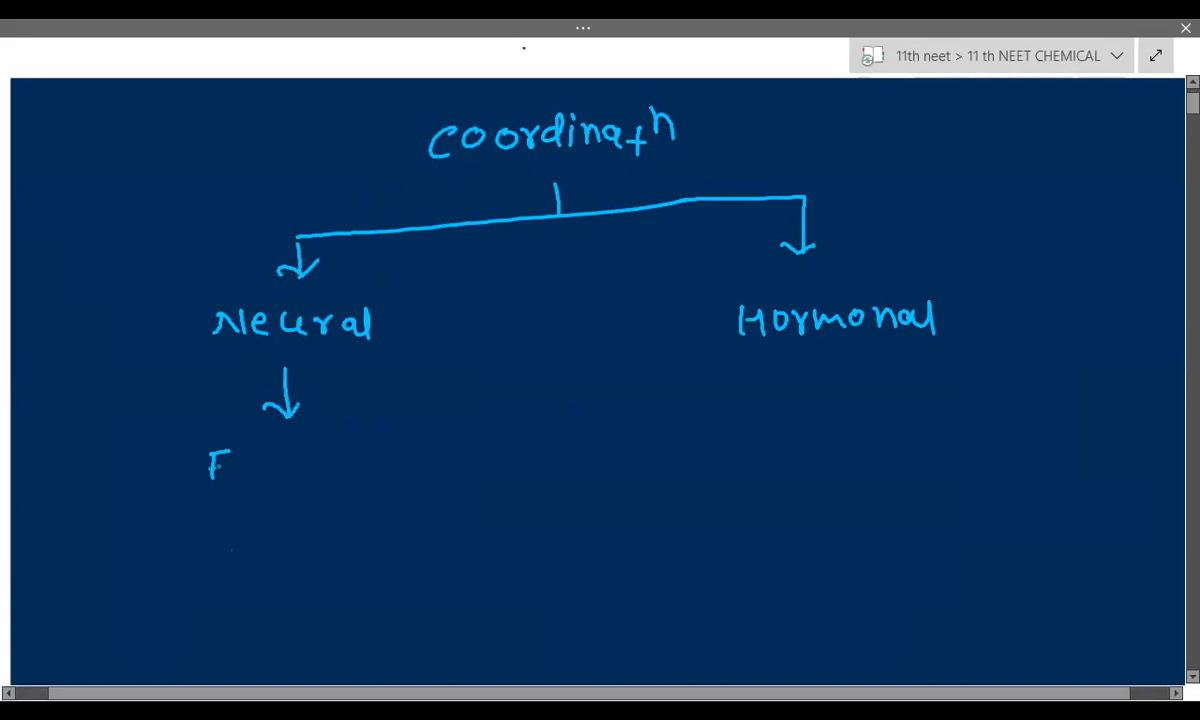 11th neet > 11 th NEET CHEMICAL
Coordinatn
Neural
Hormonal
F